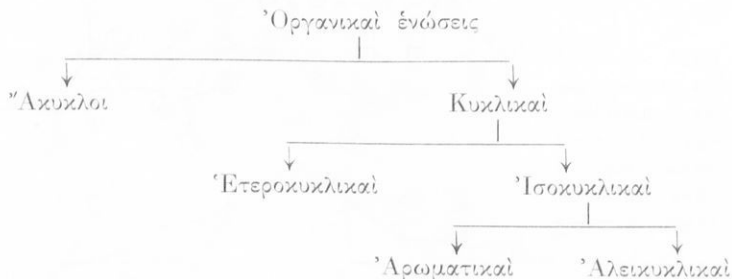 Ὀργανικαὶ ἑνώσεις
Ἄκυκλοι Κυκλικαὶ
Ἑτεροκυκλικαὶ Ἰσοκυκλικαὶ
Ἀρωματικαὶ Ἀλεικυκλικαὶ